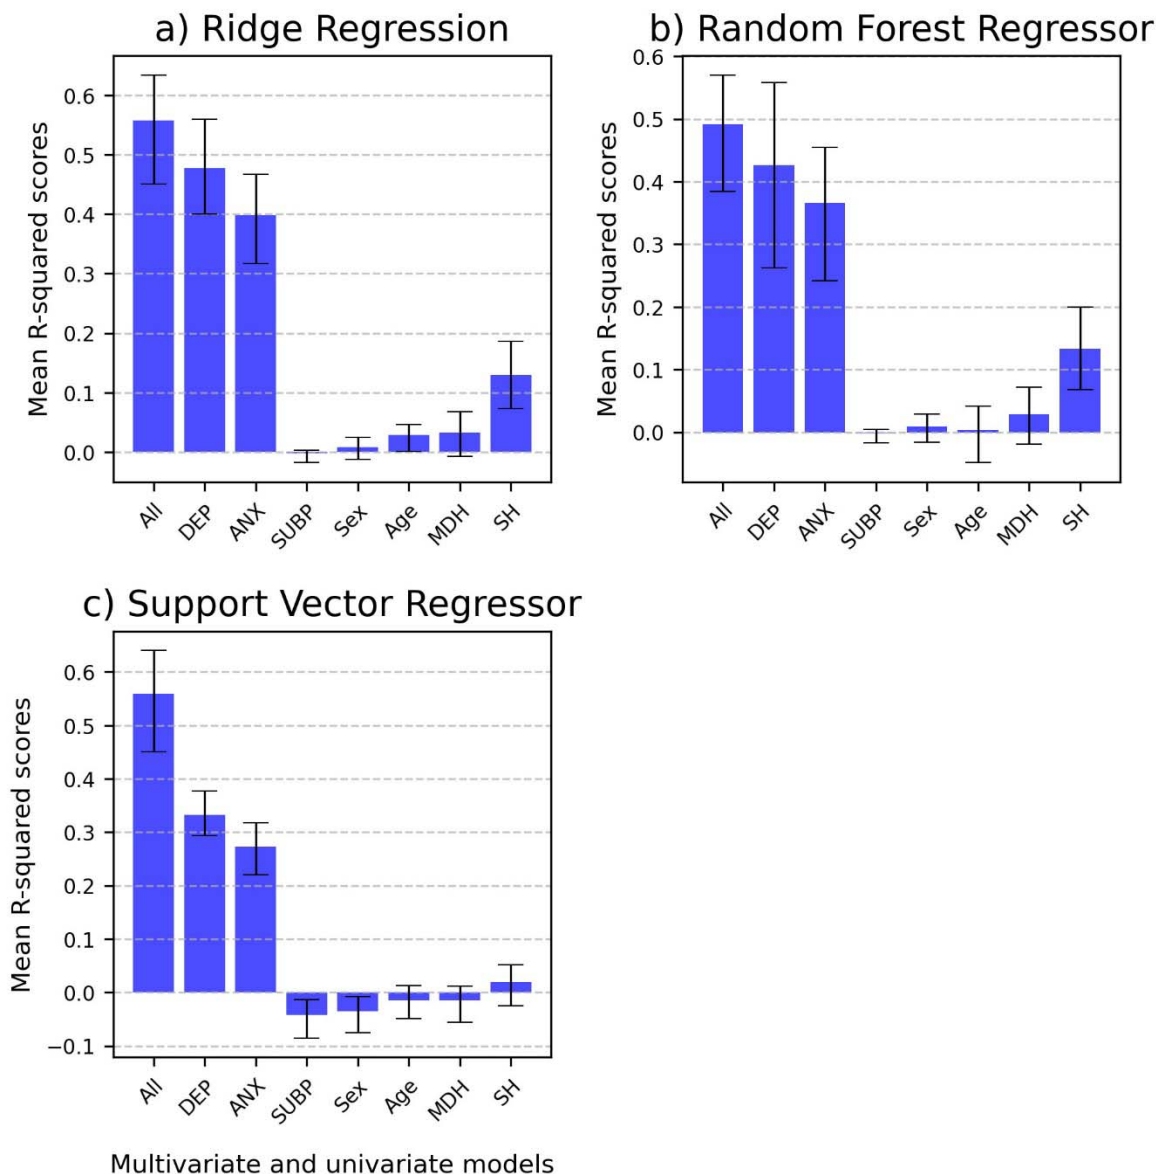 a) Ridge Regression
Mean R-squared scores
0.6
0.5
0.4
0.3
0.2
0.1
0.0
All
DEP
ANX
SUBP
Sex
Age
MDH
SH
b) Random Forest Regressor
Mean R-squared scores
0.6
0.5
0.4
0.3
0.2
0.1
0.0
All
DEP
ANX
SUBP
Sex
Age
MDH
SH
c) Support Vector Regressor
Mean R-squared scores
0.6
0.5
0.4
0.3
0.2
0.1
0.0
−0.1
All
DEP
ANX
SUBP
Sex
Age
MDH
SH
Multivariate and univariate models